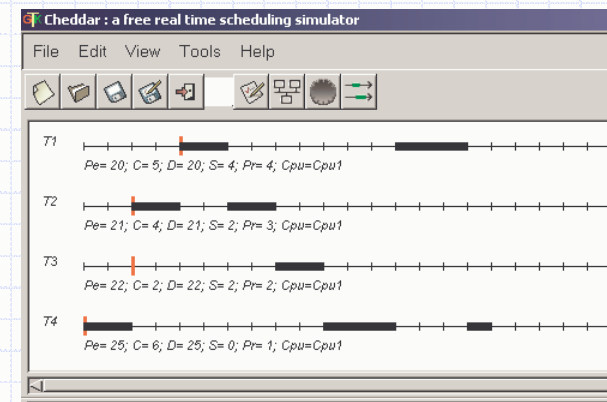 Cheddar : a free real time scheduling simulator
File Edit View Tools Help
T1
Pe= 20; C= 5; D= 20; S= 4; Pr= 4; Cpu=Cpu1
T2
Pe= 21; C= 4; D= 21; S= 2; Pr= 3; Cpu=Cpu1
T3
Pe= 22; C= 2; D= 22; S= 2; Pr= 2; Cpu=Cpu1
T4
Pe= 25; C= 6; D= 25; S= 0; Pr= 1; Cpu=Cpu1